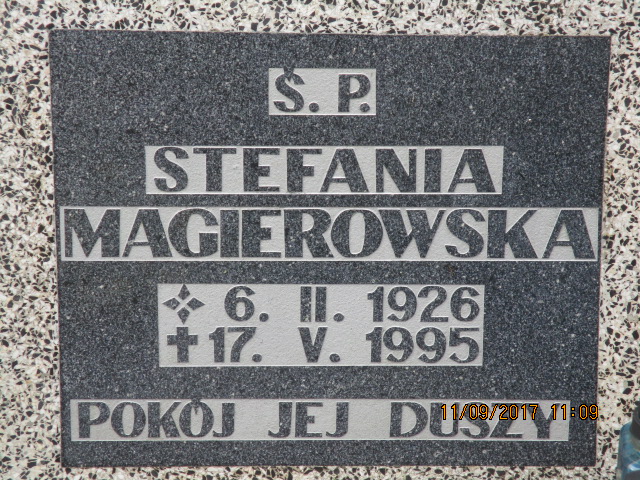 Ś. P.
STEFANIA
MAGIEROWSKA
6. II. 1926
17. V. 1995
POKÓJ JEJ DUSZY
11/09/2017 11:09